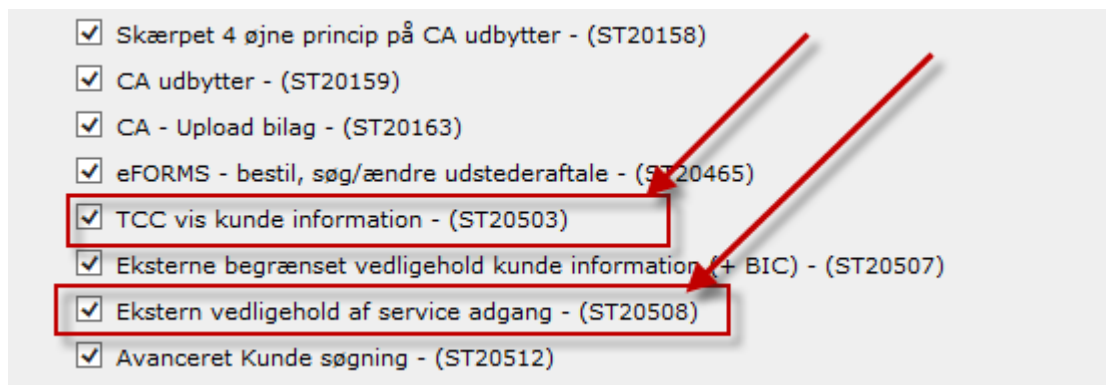 Skærpet 4 øjne princip på CA udbytter - (ST20158)
CA udbytter - (ST20159)
CA - Upload bilag - (ST20163)
eFORMS - bestil, søg/ændre udstederaftale - (ST20465)
TCC vis kunde information - (ST20503)
Eksterne begrænset vedligehold kunde information (+ BIC) - (ST20507)
Ekstern vedligehold af service adgang - (ST20508)
Avanceret Kunde søgning - (ST20512)